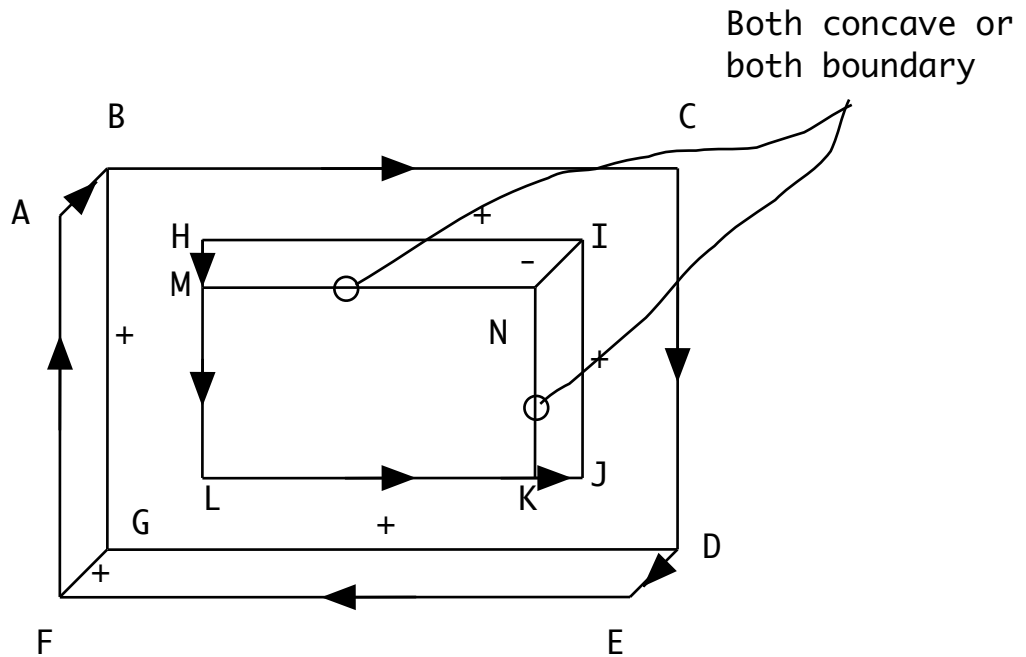 Both concave or
both boundary
B
C
A
+
H
I
-
M
N
+
+
J
L
K
G
+
D
+
F
E